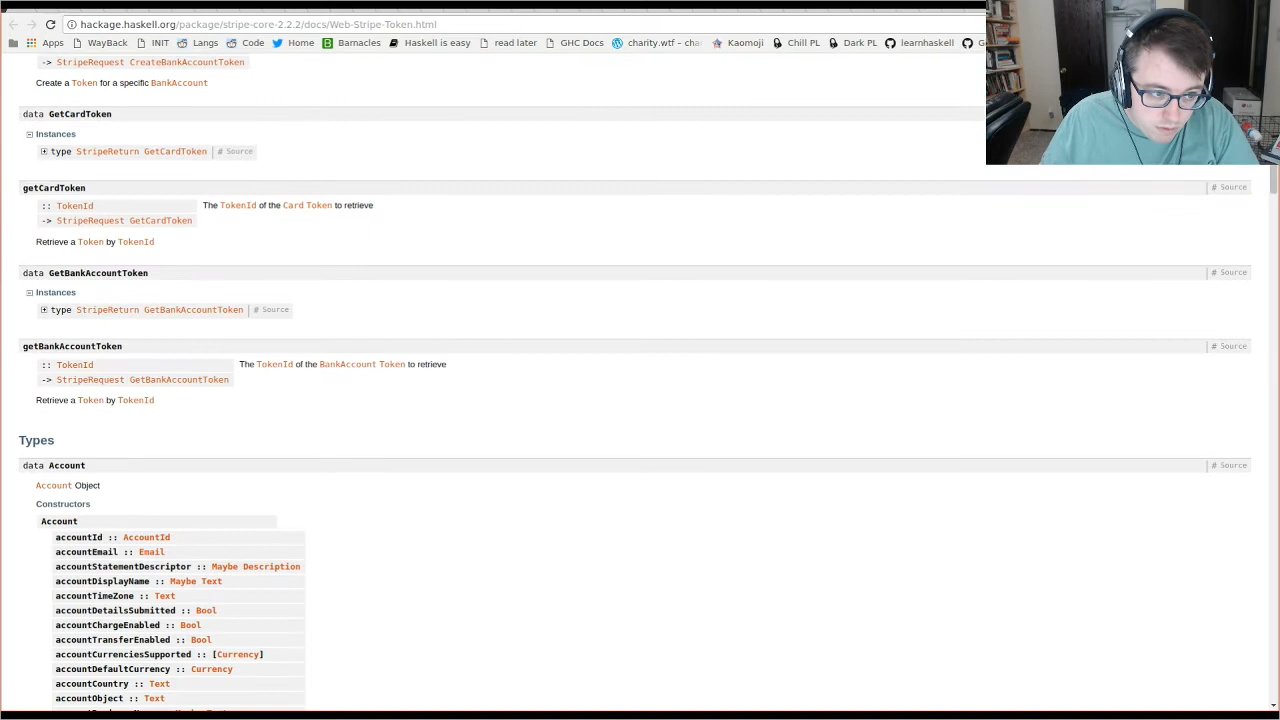 hackage.haskell.org/package/stripe-core-2.2.2/docs/Web-Stripe-Token.html
Apps WayBack INIT Langs Code Home Barnacles Haskell is easy read later GHC Docs charity.wtf – cha Kaomoji Chill PL Dark PL learnhaskell
-> StripeRequest CreateBankAccountToken
Create a Token for a specific BankAccount
data GetCardToken
Instances
type StripeReturn GetCardToken # Source
getCardToken # Source
:: TokenId The TokenId of the Card Token to retrieve
-> StripeRequest GetCardToken
Retrieve a Token by TokenId
data GetBankAccountToken # Source
Instances
type StripeReturn GetBankAccountToken # Source
getBankAccountToken # Source
:: TokenId The TokenId of the BankAccount Token to retrieve
-> StripeRequest GetBankAccountToken
Retrieve a Token by TokenId
Types
data Account # Source
Account Object
Constructors
Account
accountId :: AccountId
accountEmail :: Email
accountStatementDescriptor :: Maybe Description
accountDisplayName :: Maybe Text
accountTimeZone :: Text
accountDetailsSubmitted :: Bool
accountChargeEnabled :: Bool
accountTransferEnabled :: Bool
accountCurrenciesSupported :: [Currency]
accountDefaultCurrency :: Currency
accountCountry :: Text
accountObject :: Text